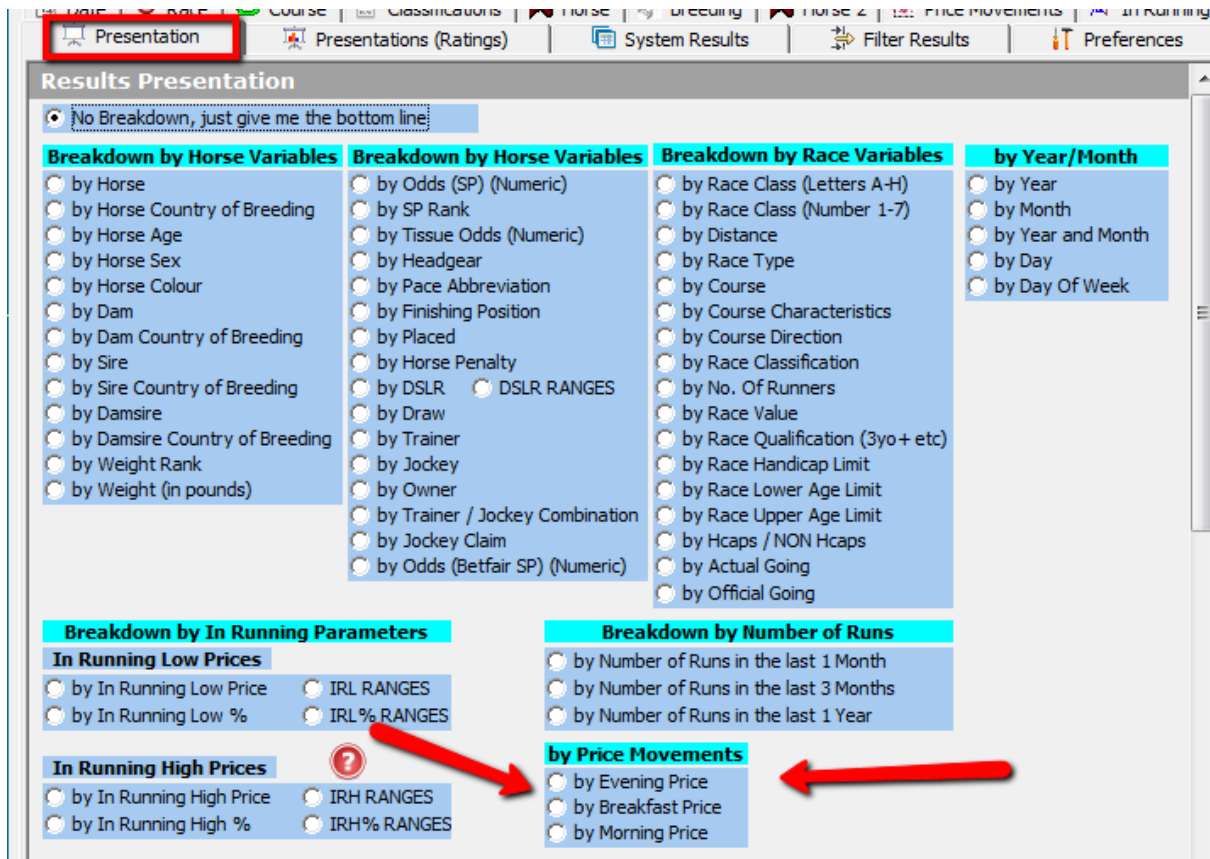 Date Race Course Classifications Horse Breeding Horse 2 Price Movements In Running
Presentation Presentations (Ratings) System Results Filter Results Preferences
Results Presentation
No Breakdown, just give me the bottom line
Breakdown by Horse Variables
by Horse
by Horse Country of Breeding
by Horse Age
by Horse Sex
by Horse Colour
by Dam
by Dam Country of Breeding
by Sire
by Sire Country of Breeding
by Damsire
by Damsire Country of Breeding
by Weight Rank
by Weight (in pounds)
Breakdown by Horse Variables
by Odds (SP) (Numeric)
by SP Rank
by Tissue Odds (Numeric)
by Headgear
by Pace Abbreviation
by Finishing Position
by Placed
by Horse Penalty
by DSLR DSLR RANGES
by Draw
by Trainer
by Jockey
by Owner
by Trainer / Jockey Combination
by Jockey Claim
by Odds (Betfair SP) (Numeric)
Breakdown by Race Variables
by Race Class (Letters A-H)
by Race Class (Number 1-7)
by Distance
by Race Type
by Course
by Course Characteristics
by Course Direction
by Race Classification
by No. Of Runners
by Race Value
by Race Qualification (3yo+ etc)
by Race Handicap Limit
by Race Lower Age Limit
by Race Upper Age Limit
by Hcaps / NON Hcaps
by Actual Going
by Official Going
by Year/Month
by Year
by Month
by Year and Month
by Day
by Day Of Week
Breakdown by In Running Parameters
In Running Low Prices
by In Running Low Price IRL RANGES
by In Running Low % IRL% RANGES
In Running High Prices ?
by In Running High Price IRH RANGES
by In Running High % IRH% RANGES
Breakdown by Number of Runs
by Number of Runs in the last 1 Month
by Number of Runs in the last 3 Months
by Number of Runs in the last 1 Year
by Price Movements
by Evening Price
by Breakfast Price
by Morning Price